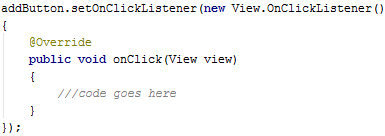 addButton.setOnClickListener(new View.OnClickListener()
{
    @Override
    public void onClick(View view)
    {
        ///code goes here
    }
});